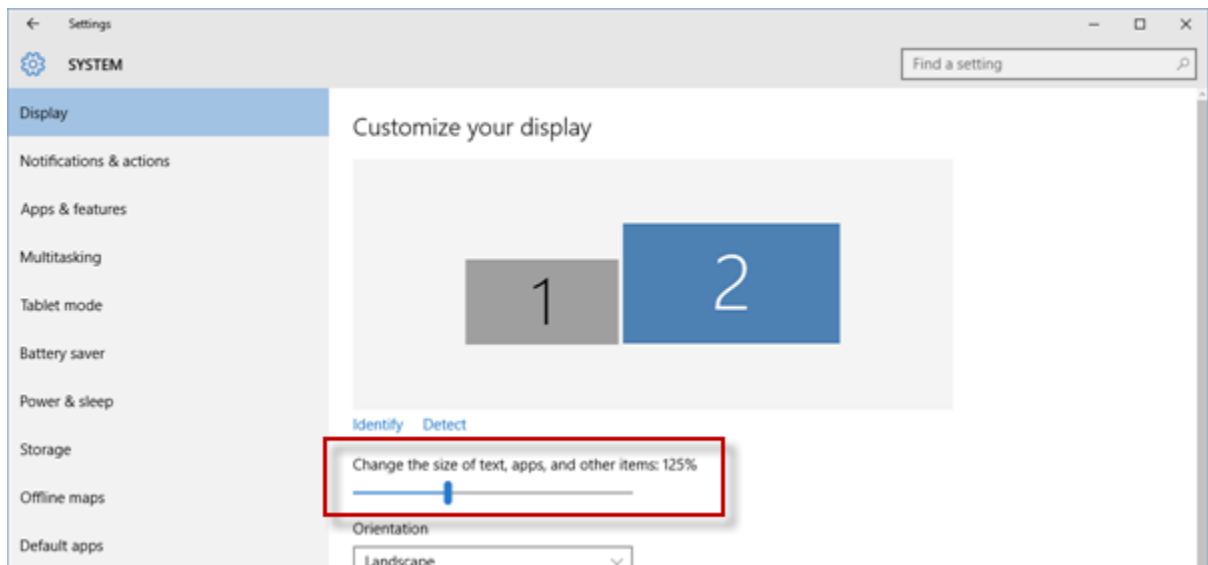 Settings
SYSTEM
Find a setting
Display
Notifications & actions
Apps & features
Multitasking
Tablet mode
Battery saver
Power & sleep
Storage
Offline maps
Default apps
Customize your display
1
2
Identify Detect
Change the size of text, apps, and other items: 125%
Orientation
Landscape